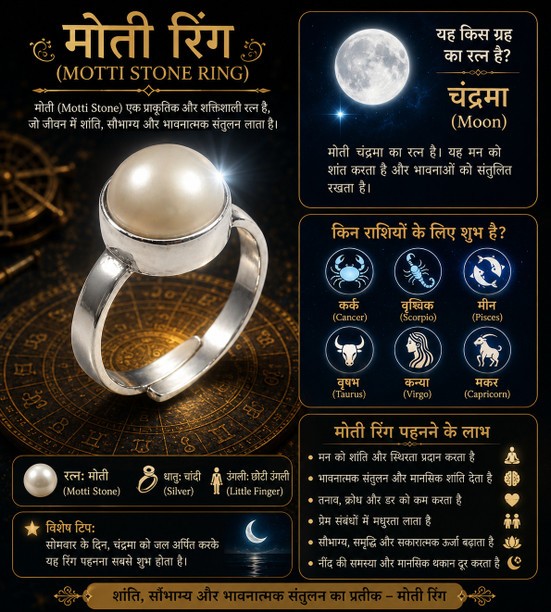 मोती रिंग
(MOTTI STONE RING)
मोती (Motti Stone) एक प्राकृतिक और शक्तिशाली रत्न है,
जो जीवन में शांति, सौभाग्य और भावनात्मक संतुलन लाता है।
यह किस ग्रह
का रत्न है?
चंद्रमा
(Moon)
मोती चंद्रमा का रत्न है। यह मन को
शांत करता है और भावनाओं को संतुलित
रखता है।
किन राशियों के लिए शुभ है?
कर्क
(Cancer)
वृश्चिक
(Scorpio)
मीन
(Pisces)
वृषभ
(Taurus)
कन्या
(Virgo)
मकर
(Capricorn)
रत्न: मोती
(Motti Stone)
धातु: चांदी
(Silver)
उंगली: छोटी उंगली
(Little Finger)
विशेष टिप:
सोमवार के दिन, चंद्रमा को जल अर्पित करके
यह रिंग पहनना सबसे शुभ होता है।
मोती रिंग पहनने के लाभ
• मन को शांति और स्थिरता प्रदान करता है
• भावनात्मक संतुलन और मानसिक शांति देता है
• तनाव, क्रोध और डर को कम करता है
• प्रेम संबंधों में मधुरता लाता है
• सौभाग्य, समृद्धि और सकारात्मक ऊर्जा बढ़ाता है
• नींद की समस्या और मानसिक थकान दूर करता है
शांति, सौभाग्य और भावनात्मक संतुलन का प्रतीक – मोती रिंग